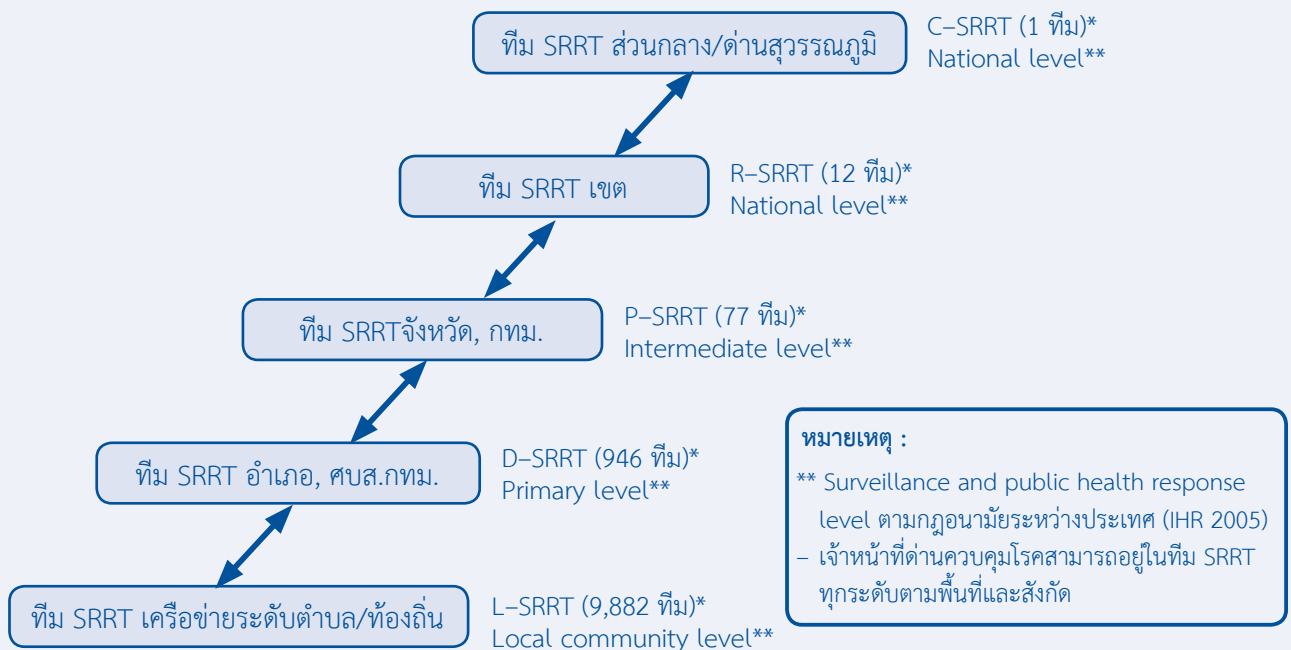 ทีม SRRT ส่วนกลาง/ด่านสุวรรณภูมิ
C–SRRT (1 ทีม)*
National level**
ทีม SRRT เขต
R–SRRT (12 ทีม)*
National level**
ทีม SRRTจังหวัด, กทม.
P–SRRT (77 ทีม)*
Intermediate level**
ทีม SRRT อำเภอ, ศบส.กทม.
D–SRRT (946 ทีม)*
Primary level**
ทีม SRRT เครือข่ายระดับตำบล/ท้องถิ่น
L–SRRT (9,882 ทีม)*
Local community level**
หมายเหตุ :
** Surveillance and public health response
level ตามกฎอนามัยระหว่างประเทศ (IHR 2005)
– เจ้าหน้าที่ด่านควบคุมโรคสามารถอยู่ในทีม SRRT
ทุกระดับตามพื้นที่และสังกัด